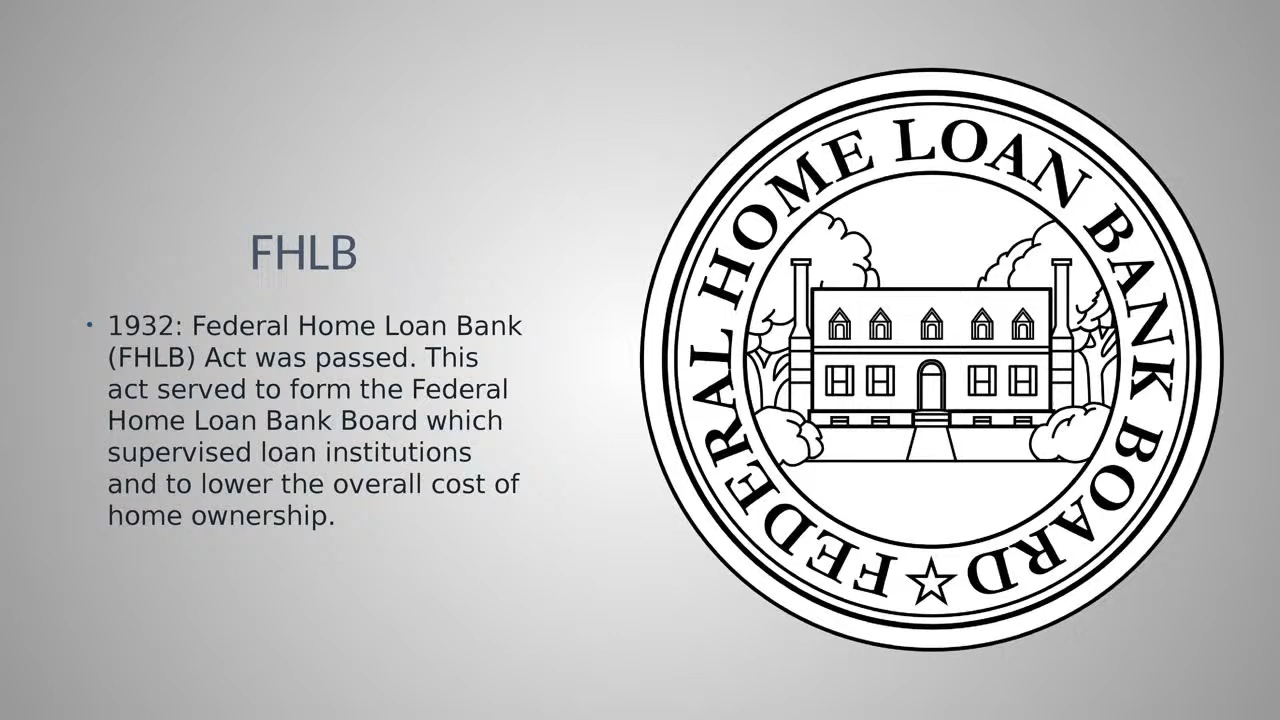 FHLB
• 1932: Federal Home Loan Bank
(FHLB) Act was passed. This
act served to form the Federal
Home Loan Bank Board which
supervised loan institutions
and to lower the overall cost of
home ownership.
FEDERAL HOME LOAN BANK BOARD